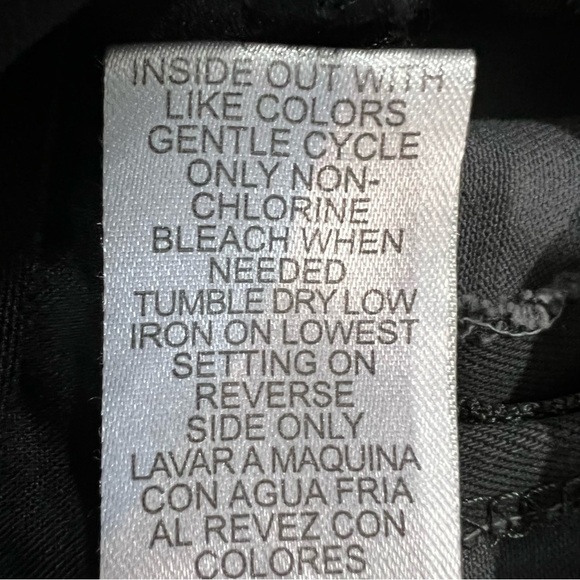 INSIDE OUT WITH
LIKE COLORS
GENTLE CYCLE
ONLY NON-
CHLORINE
BLEACH WHEN
NEEDED
TUMBLE DRY LOW
IRON ON LOWEST
SETTING ON
REVERSE
SIDE ONLY
LAVAR A MAQUINA
CON AGUA FRIA
AL REVEZ CON
COLORES